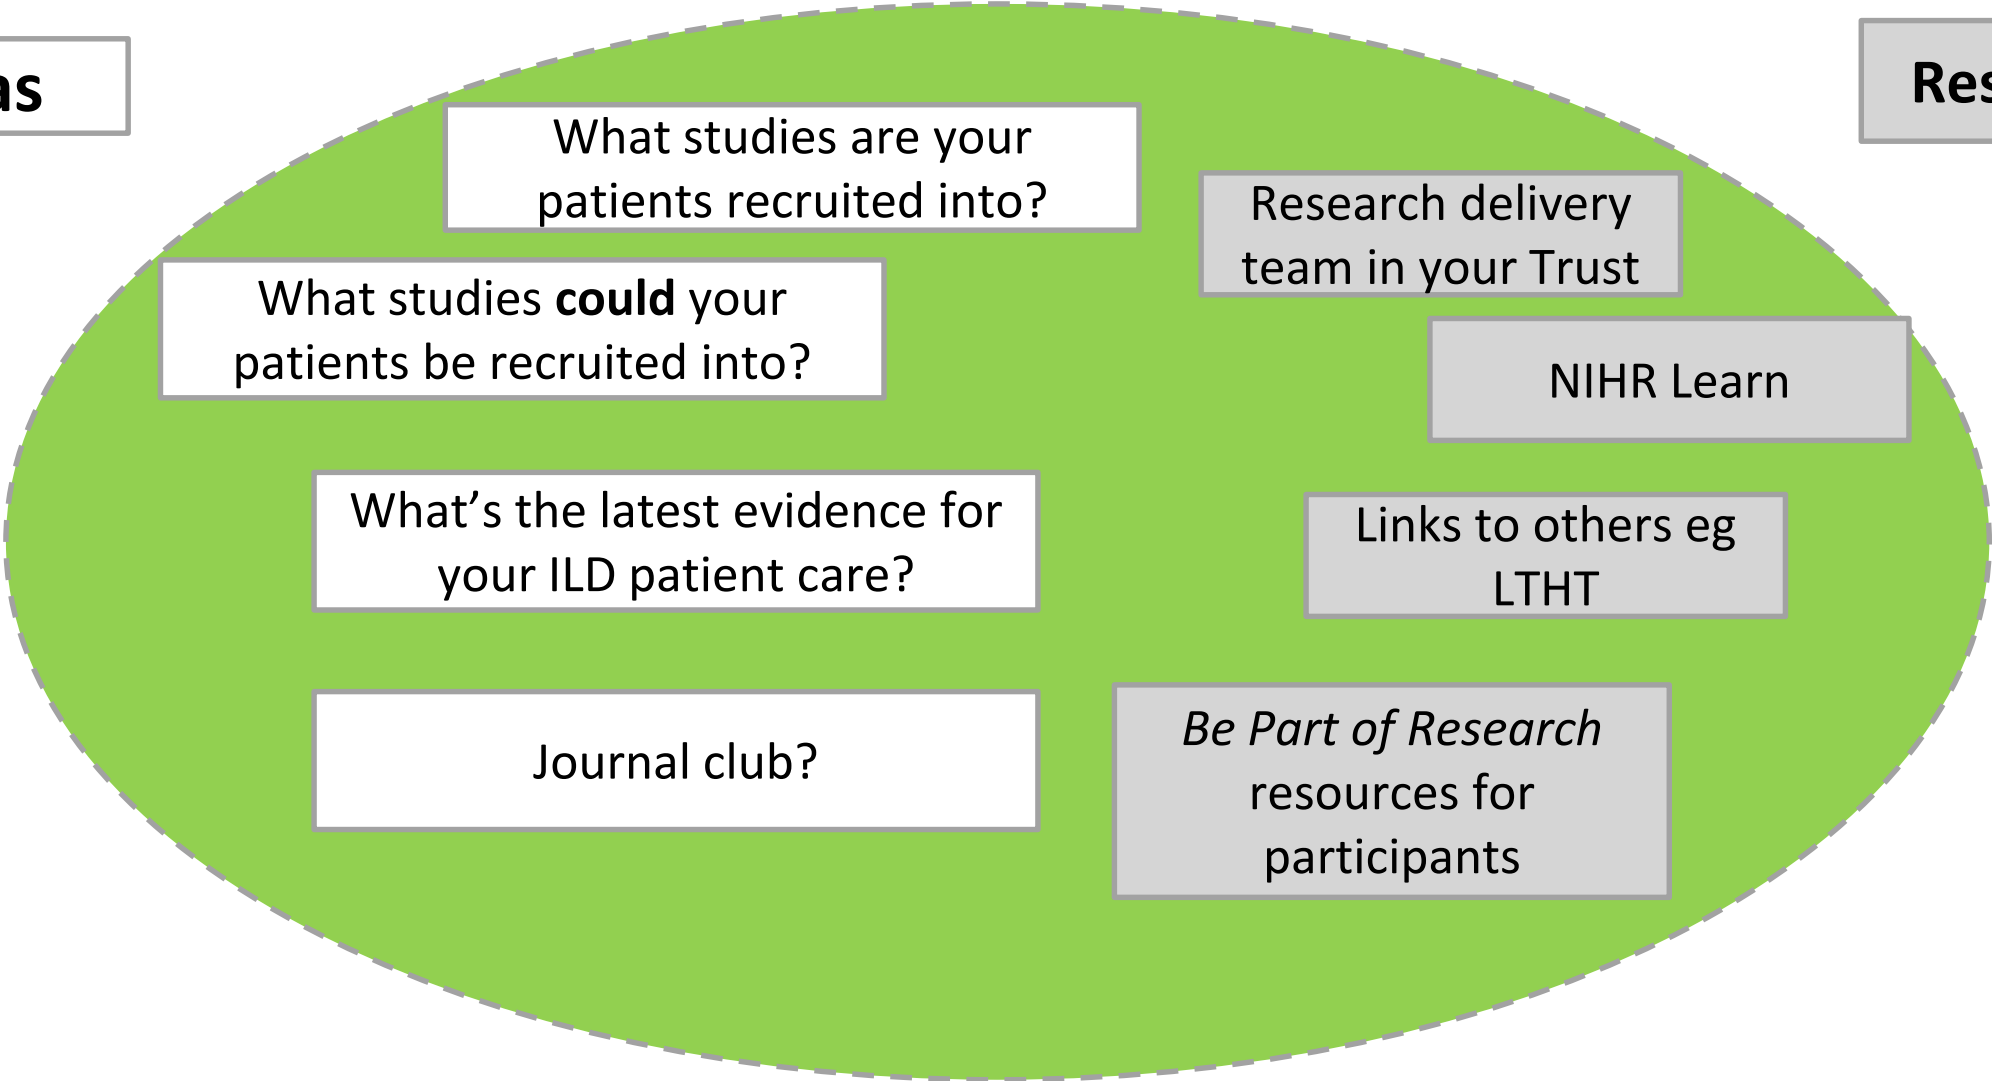 as
Res
What studies are your
patients recruited into?
Research delivery
team in your Trust
What studies could your
patients be recruited into?
NIHR Learn
What’s the latest evidence for
your ILD patient care?
Links to others eg
LTHT
Journal club?
Be Part of Research
resources for
participants